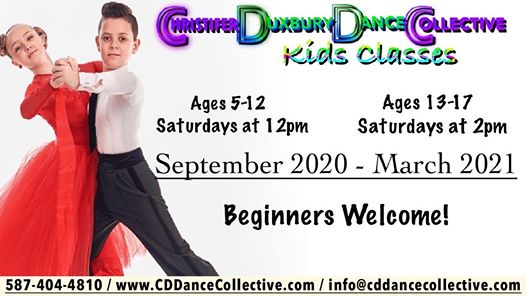 Christifer Duxbury Dance Collective
Kids Classes
Ages 5-12
Saturdays at 12pm
Ages 13-17
Saturdays at 2pm
September 2020 - March 2021
Beginners Welcome!
587-404-4810 / www.CDDanceCollective.com / info@cddancecollective.com